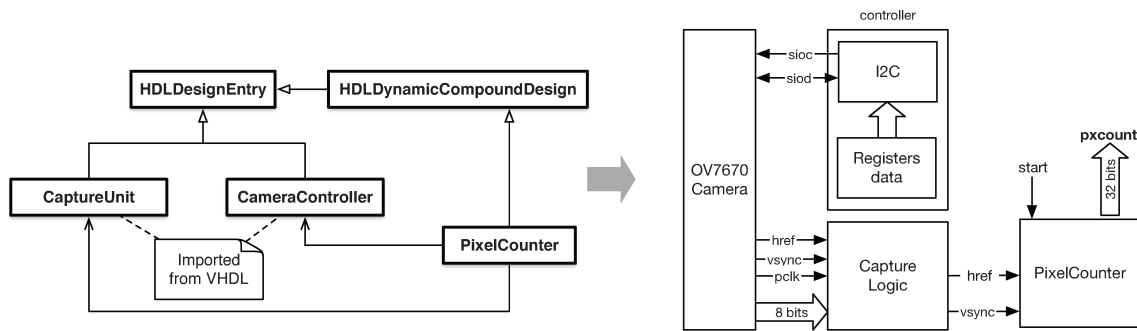 HDLDesignEntry
HDLDynamicCompoundDesign
CaptureUnit
CameraController
PixelCounter
Imported
from VHDL
controller
OV7670
Camera
sioc
siod
I2C
Registers
data
href
vsync
pclk
8 bits
Capture
Logic
href
vsync
start
pxcount
32 bits
PixelCounter